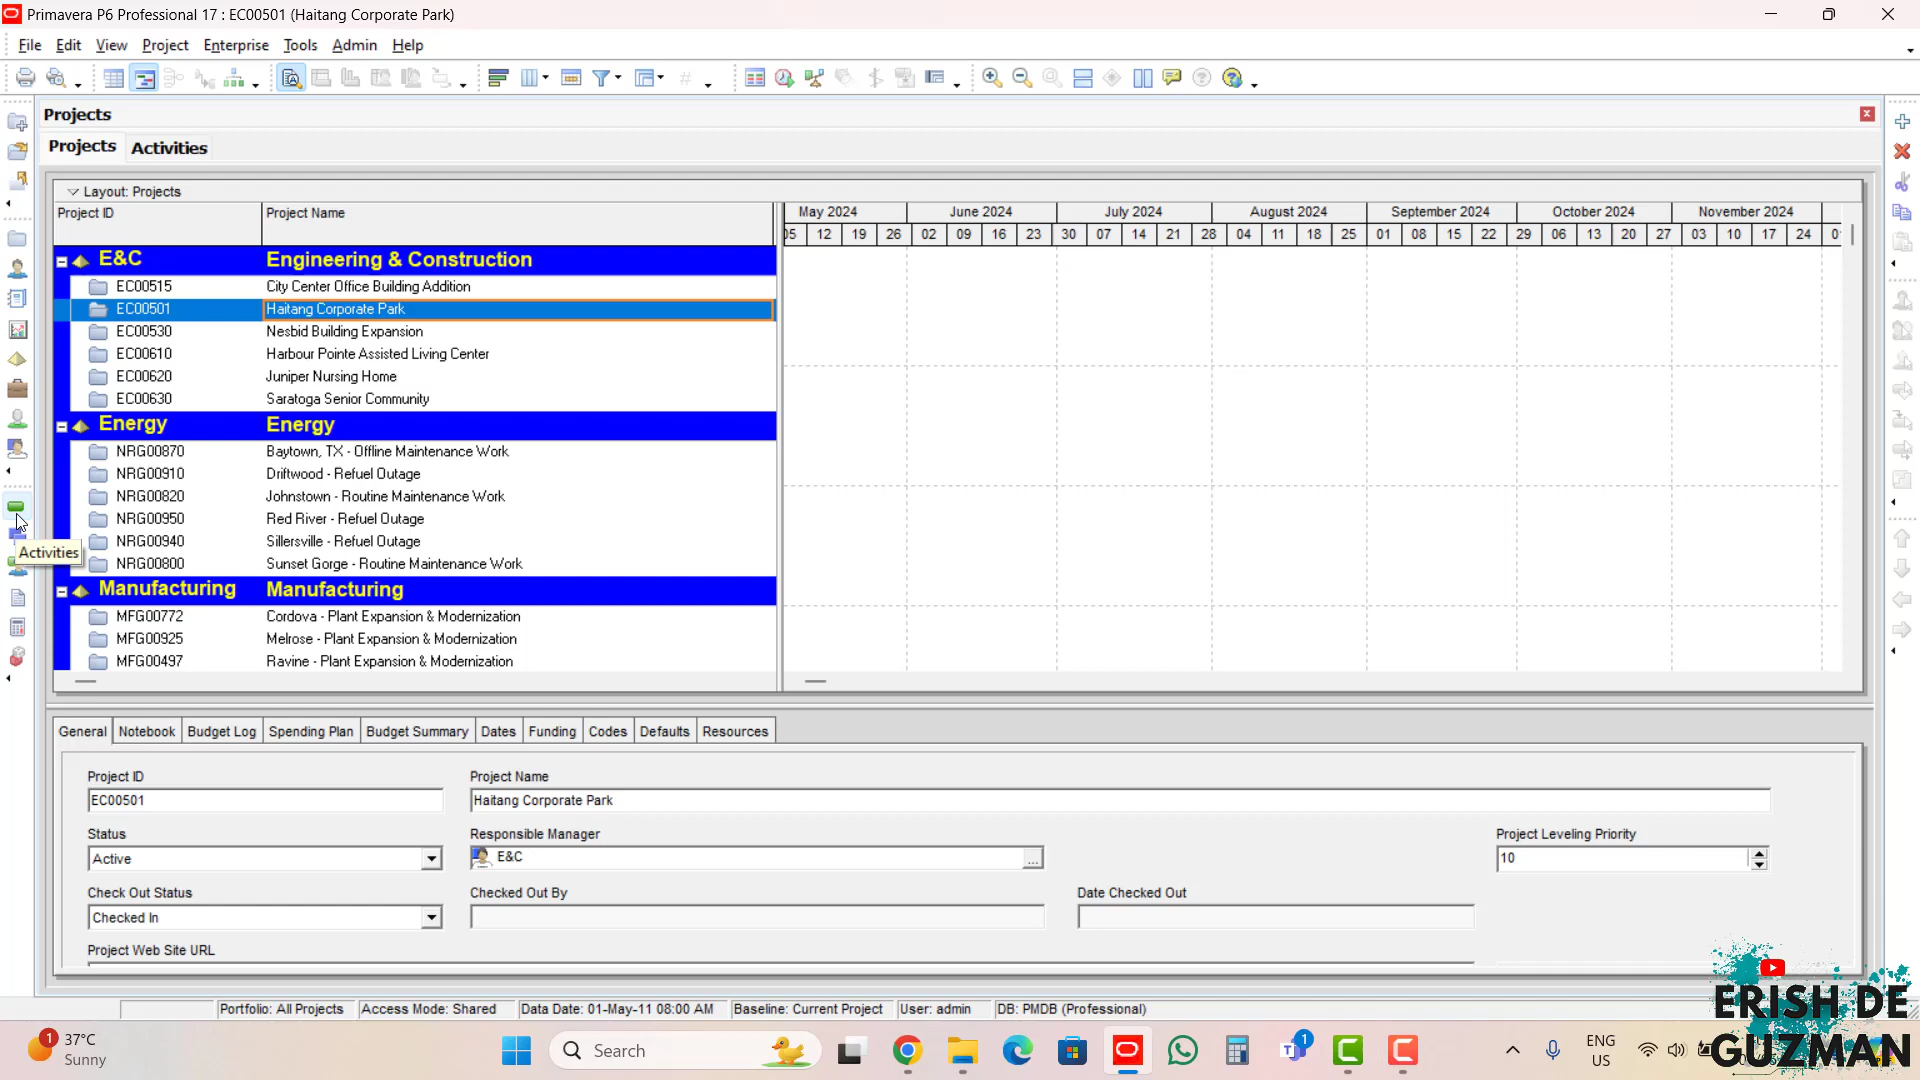 Primavera P6 Professional 17 : EC00501 (Haitang Corporate Park)
File Edit View Project Enterprise Tools Admin Help
Projects
Projects Activities
Layout: Projects
Project ID Project Name
May 2024 June 2024 July 2024 August 2024 September 2024 October 2024 November 2024
05 12 19 26 02 09 16 23 30 07 14 21 28 04 11 18 25 01 08 15 22 29 06 13 20 27 03 10 17 24
E&C Engineering & Construction
EC00515 City Center Office Building Addition
EC00501 Haitang Corporate Park
EC00530 Nesbid Building Expansion
EC00610 Harbour Pointe Assisted Living Center
EC00620 Juniper Nursing Home
EC00630 Saratoga Senior Community
Energy Energy
NRG00870 Baytown, TX - Offline Maintenance Work
NRG00910 Driftwood - Refuel Outage
NRG00820 Johnstown - Routine Maintenance Work
NRG00950 Red River - Refuel Outage
NRG00940 Sillersville - Refuel Outage
Activities
NRG00800 Sunset Gorge - Routine Maintenance Work
Manufacturing Manufacturing
MFG00772 Cordova - Plant Expansion & Modernization
MFG00925 Melrose - Plant Expansion & Modernization
MFG00497 Ravine - Plant Expansion & Modernization
General Notebook Budget Log Spending Plan Budget Summary Dates Funding Codes Defaults Resources
Project ID Project Name
EC00501 Haitang Corporate Park
Status Responsible Manager Project Leveling Priority
Active E&C ... 10
Check Out Status Checked Out By Date Checked Out
Checked In
Project Web Site URL
Portfolio: All Projects Access Mode: Shared Data Date: 01-May-11 08:00 AM Baseline: Current Project User: admin DB: PMDB (Professional)
ERISH DE
GUZMAN
1 37°C
Sunny
Search
1
ENG
US